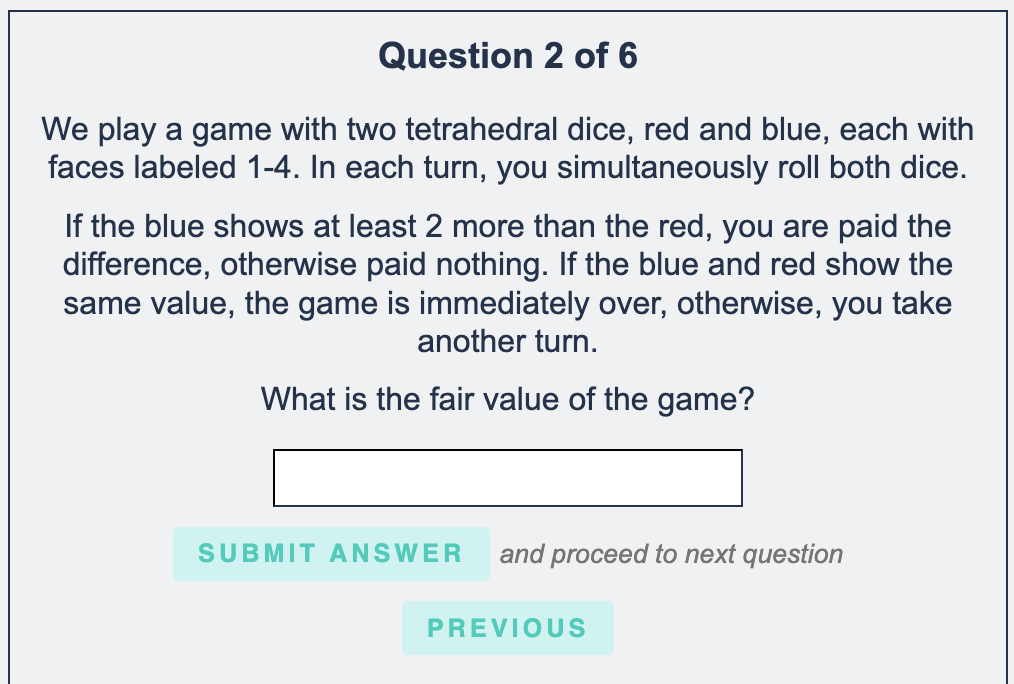 Question 2 of 6
We play a game with two tetrahedral dice, red and blue, each with
faces labeled 1-4. In each turn, you simultaneously roll both dice.
If the blue shows at least 2 more than the red, you are paid the
difference, otherwise paid nothing. If the blue and red show the
same value, the game is immediately over, otherwise, you take
another turn.
What is the fair value of the game?
SUBMIT ANSWER and proceed to next question
PREVIOUS